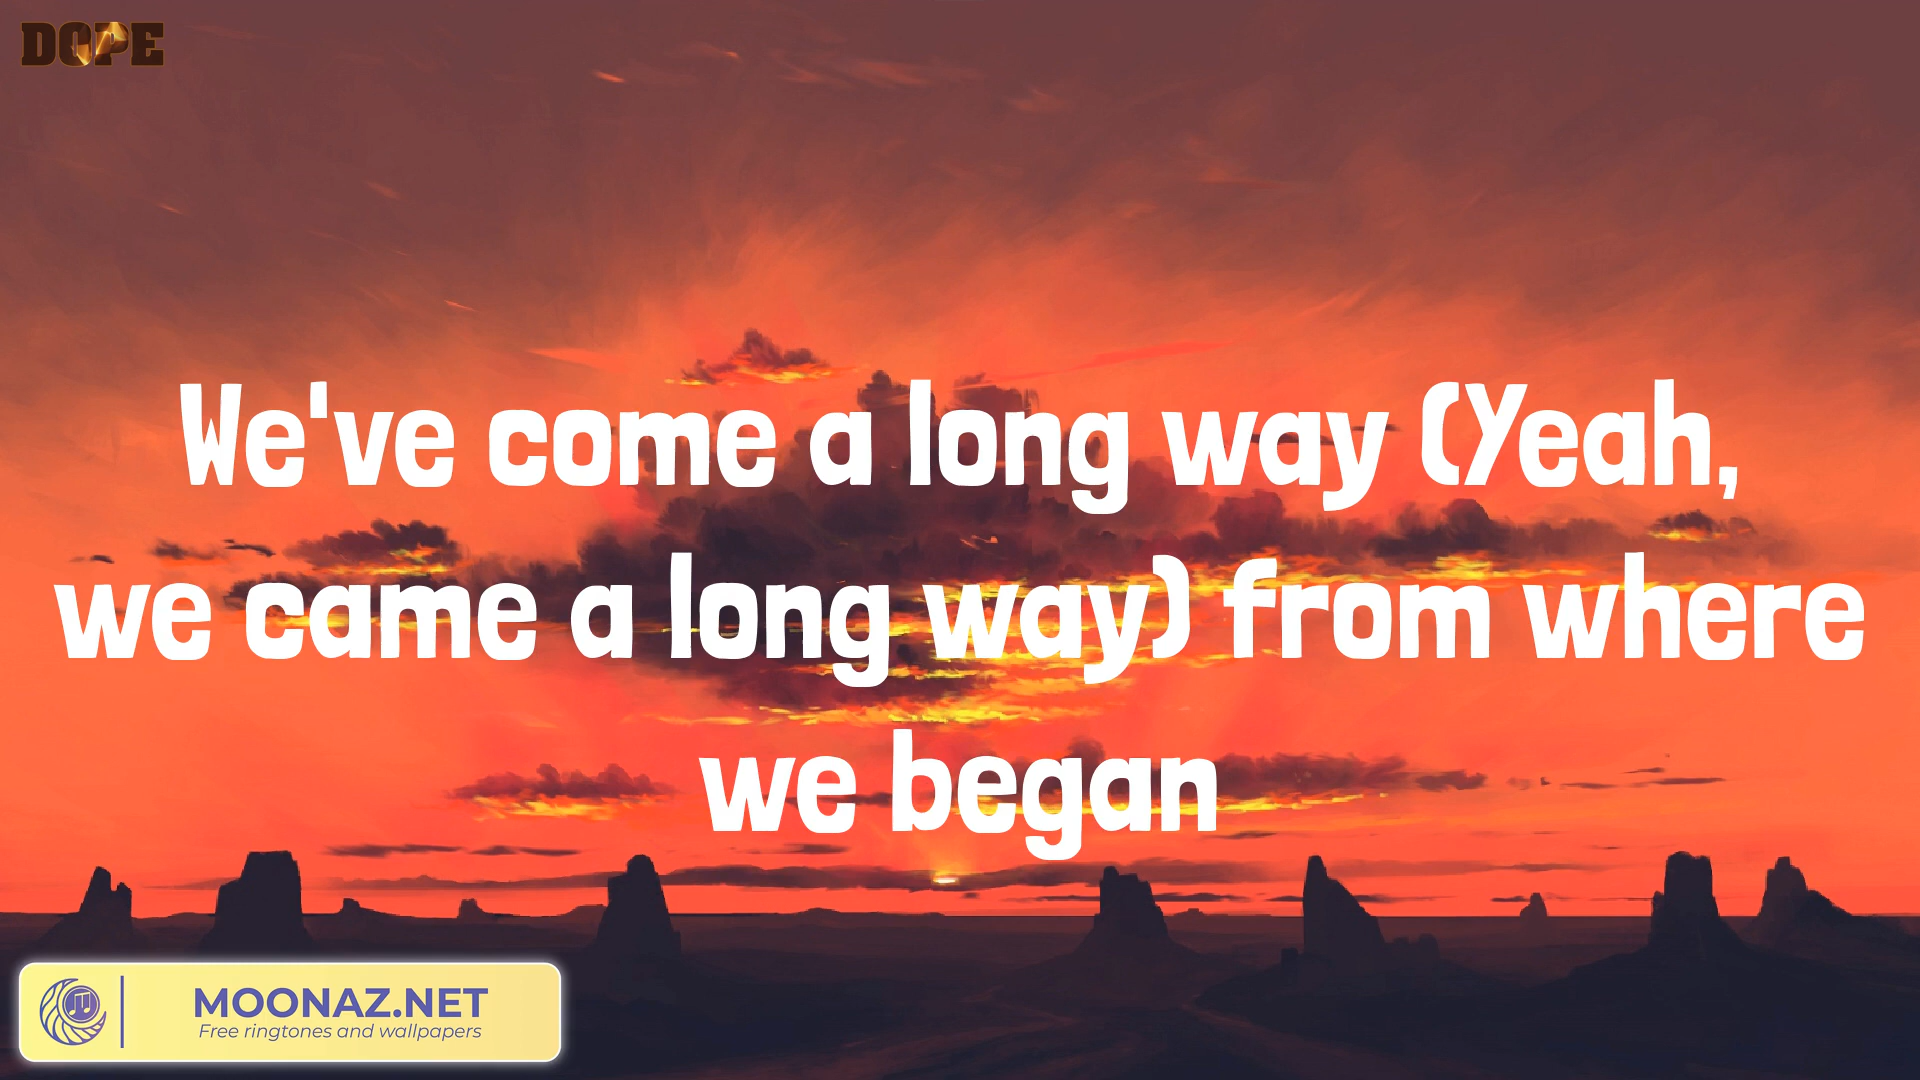 DOPE
We've come a long way (Yeah,
we came a long way) from where
we began
MOONAZ.NET
Free ringtones and wallpapers